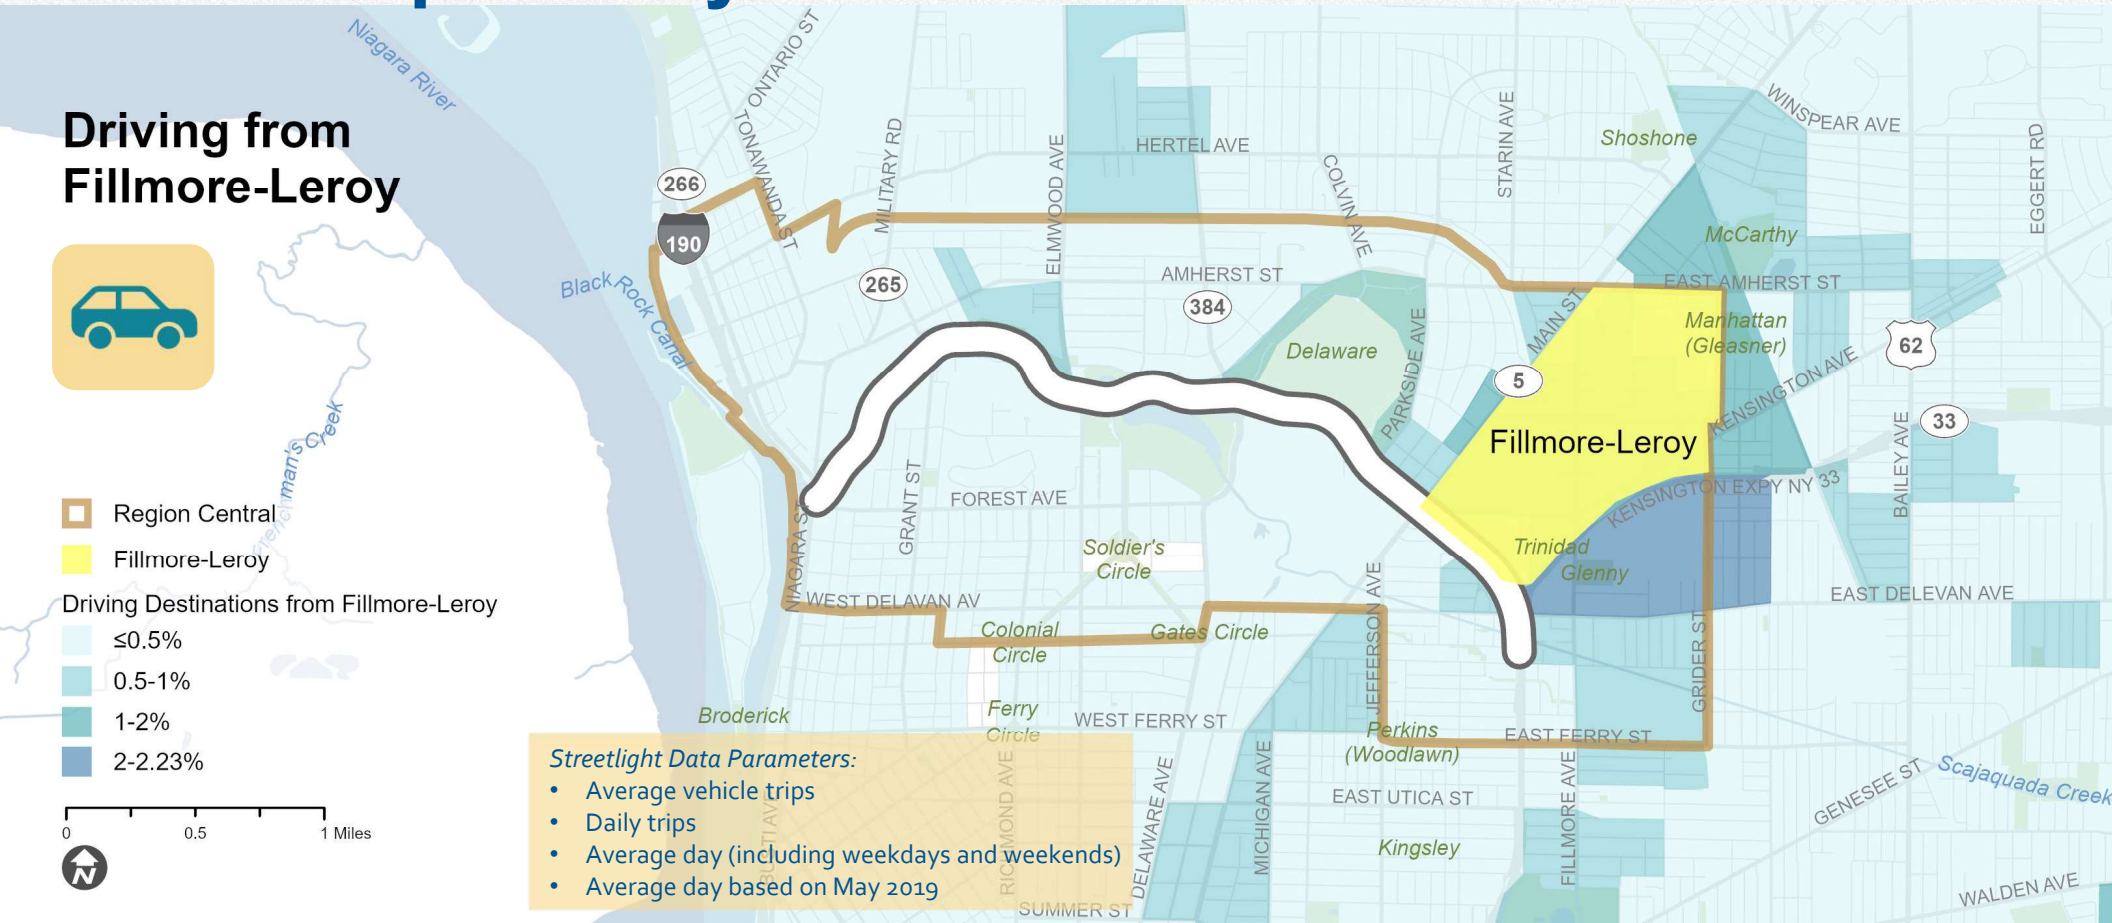 Driving from
Fillmore-Leroy
Region Central
Fillmore-Leroy
Driving Destinations from Fillmore-Leroy
≤0.5%
0.5-1%
1-2%
2-2.23%
0
0.5
1 Miles
N
Streetlight Data Parameters:
• Average vehicle trips
• Daily trips
• Average day (including weekdays and weekends)
• Average day based on May 2019
Niagara River
Black Rock Canal
Frenchman's Creek
ONTARIO ST
TONAWANDA ST
MILITARY RD
ELMWOOD AVE
HERTEL AVE
COLVIN AVE
STARIN AVE
Shoshone
WINSPEAR AVE
EGGERT RD
266
190
265
AMHERST ST
384
McCarthy
EAST AMHERST ST
MAIN ST
Manhattan
(Gleasner)
62
Delaware
PARKSIDE AVE
5
KENSINGTON AVE
33
Fillmore-Leroy
BAILEY AVE
GRANT ST
FOREST AVE
KENSINGTON EXPY NY 33
NIAGARA ST
Soldier's
Circle
Trinidad
Glenny
WEST DELAVAN AV
JEFFERSON AVE
EAST DELEVAN AVE
Colonial
Circle
Gates Circle
GRIDER ST
Broderick
Ferry
Circle
WEST FERRY ST
Perkins
(Woodlawn)
EAST FERRY ST
RICHMOND AVE
DELAWARE AVE
MICHIGAN AVE
EAST UTICA ST
FILLMORE AVE
GENESEE ST
Scajaquada Creek
Kingsley
SUMMER ST
WALDEN AVE